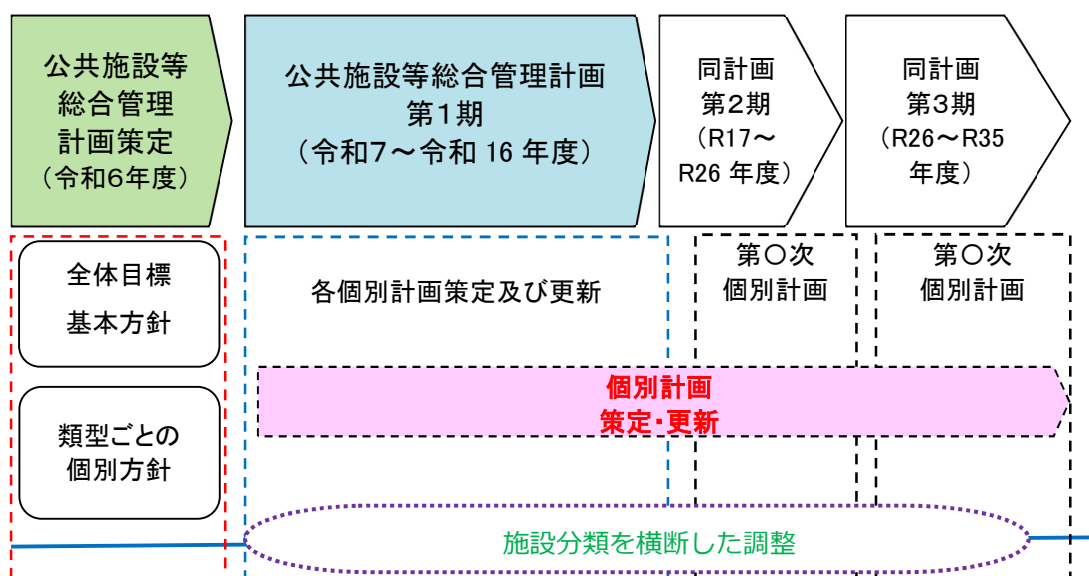 公共施設等
総合管理
計画策定
（令和６年度）
公共施設等総合管理計画
第１期
（令和７～令和 16 年度）
同計画
第２期
（R17～
R26 年度）
同計画
第３期
（R26～R35
年度）
全体目標
基本方針
類型ごとの
個別方針
各個別計画策定及び更新
第〇次
個別計画
第〇次
個別計画
個別計画
策定・更新
施設分類を横断した調整